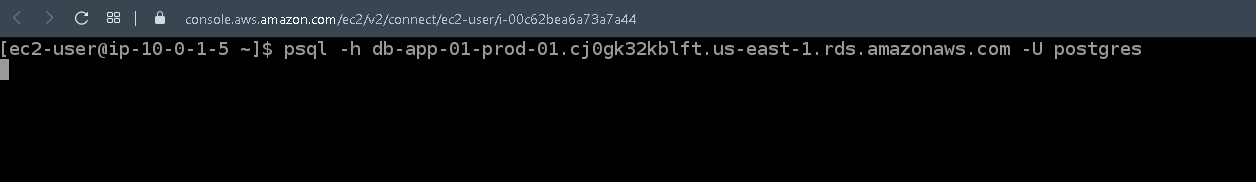 console.aws.amazon.com/ec2/v2/connect/ec2-user/i-00c62bea6a73a7a44
[ec2-user@ip-10-0-1-5 ~]$ psql -h db-app-01-prod-01.cj0gk32kblft.us-east-1.rds.amazonaws.com -U postgres